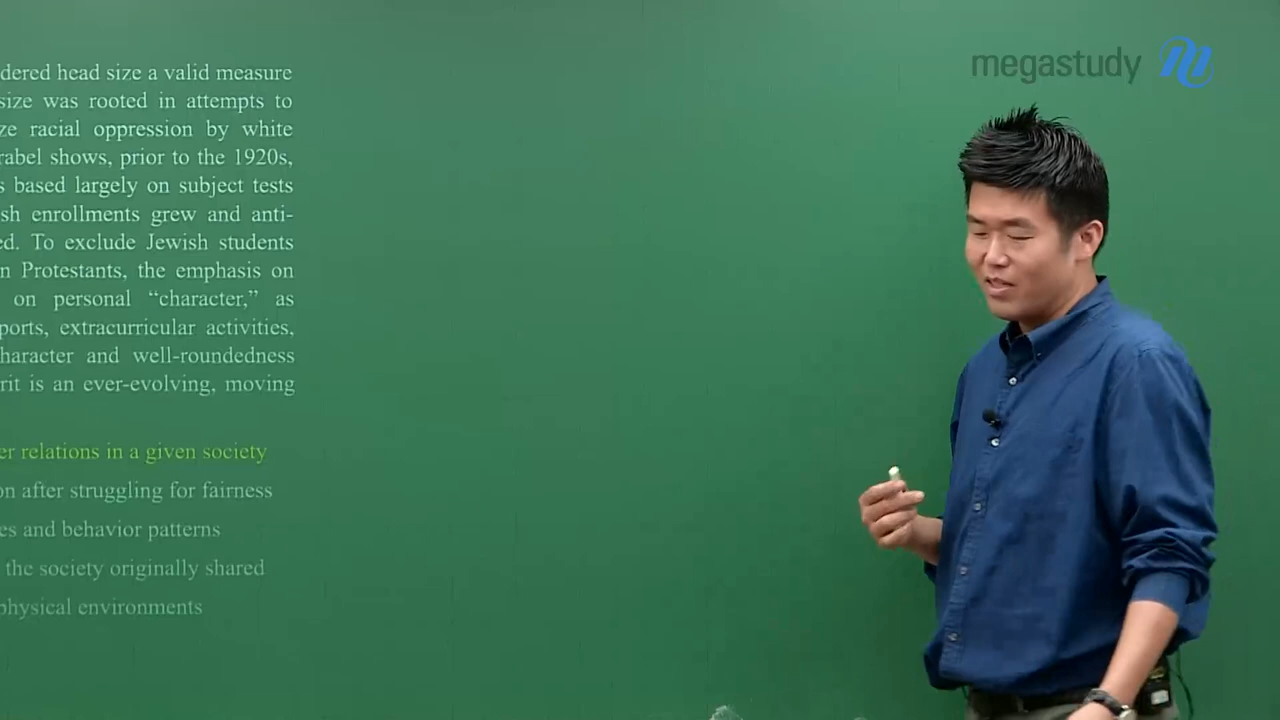 megastudy
dered head size a valid measure
size was rooted in attempts to
ze racial oppression by white
rabel shows, prior to the 1920s,
s based largely on subject tests
sh enrollments grew and anti-
ed. To exclude Jewish students
n Protestants, the emphasis on
on personal “character,” as
ports, extracurricular activities,
haracter and well-roundedness
rit is an ever-evolving, moving
er relations in a given society
on after struggling for fairness
es and behavior patterns
the society originally shared
physical environments